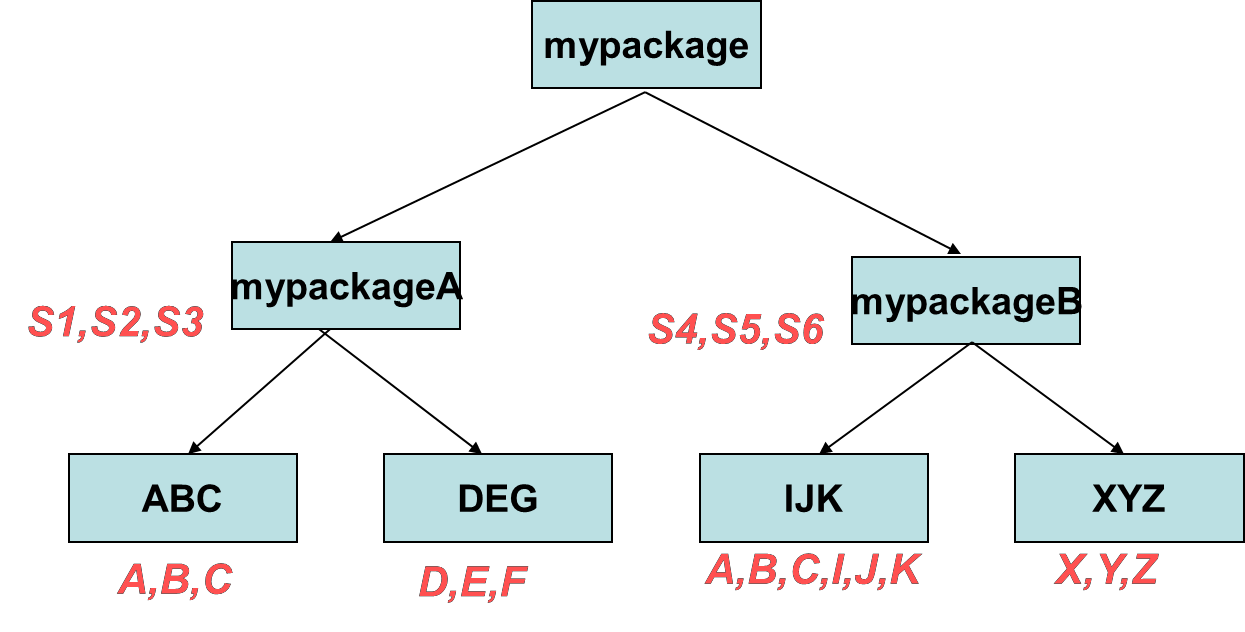 mypackage
mypackageA
mypackageB
S1,S2,S3
S4,S5,S6
ABC
DEG
IJK
XYZ
A,B,C
D,E,F
A,B,C,I,J,K
X,Y,Z